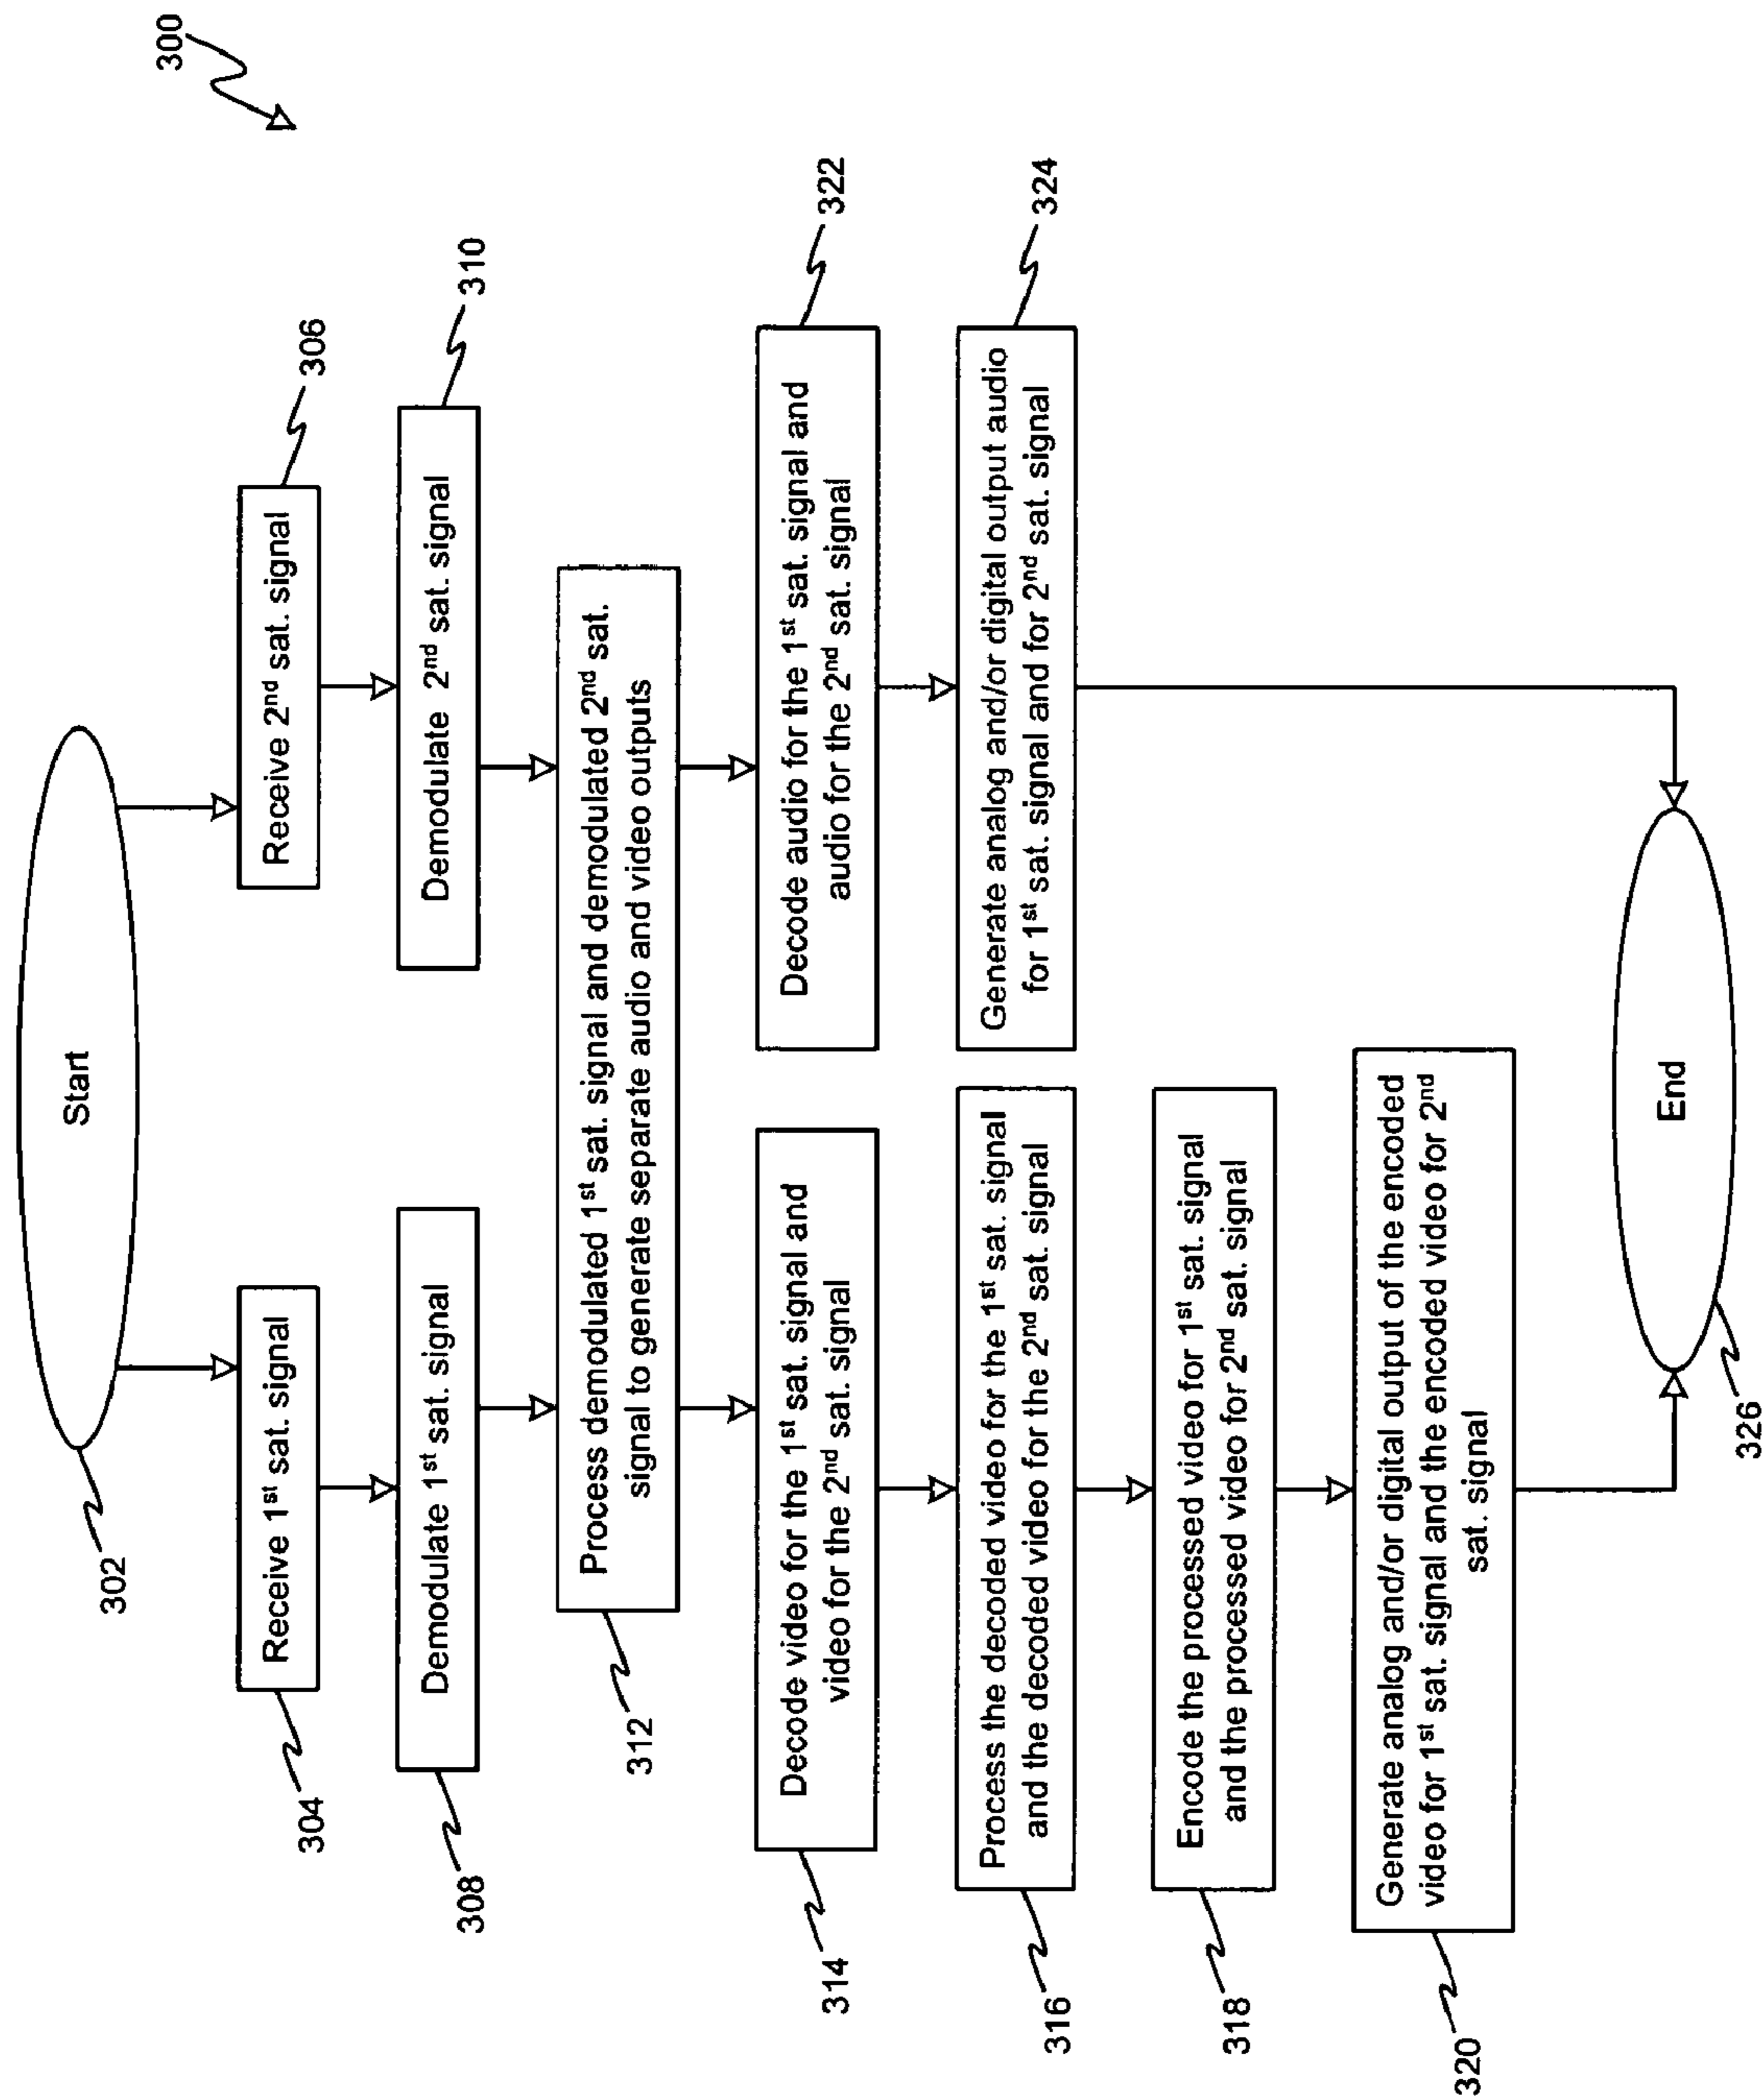 300
Start
302
Receive 1st sat. signal
304
Receive 2nd sat. signal
306
Demodulate 1st sat. signal
308
Demodulate 2nd sat. signal
310
Process demodulated 1st sat. signal and demodulated 2nd sat.
signal to generate separate audio and video outputs
312
Decode video for the 1st sat. signal and
video for the 2nd sat. signal
314
Decode audio for the 1st sat. signal and
audio for the 2nd sat. signal
322
Process the decoded video for the 1st sat. signal
and the decoded video for the 2nd sat. signal
316
Generate analog and/or digital output audio
for 1st sat. signal and for 2nd sat. signal
324
Encode the processed video for 1st sat. signal
and the processed video for 2nd sat. signal
318
Generate analog and/or digital output of the encoded
video for 1st sat. signal and the encoded video for 2nd
sat. signal
320
End
326